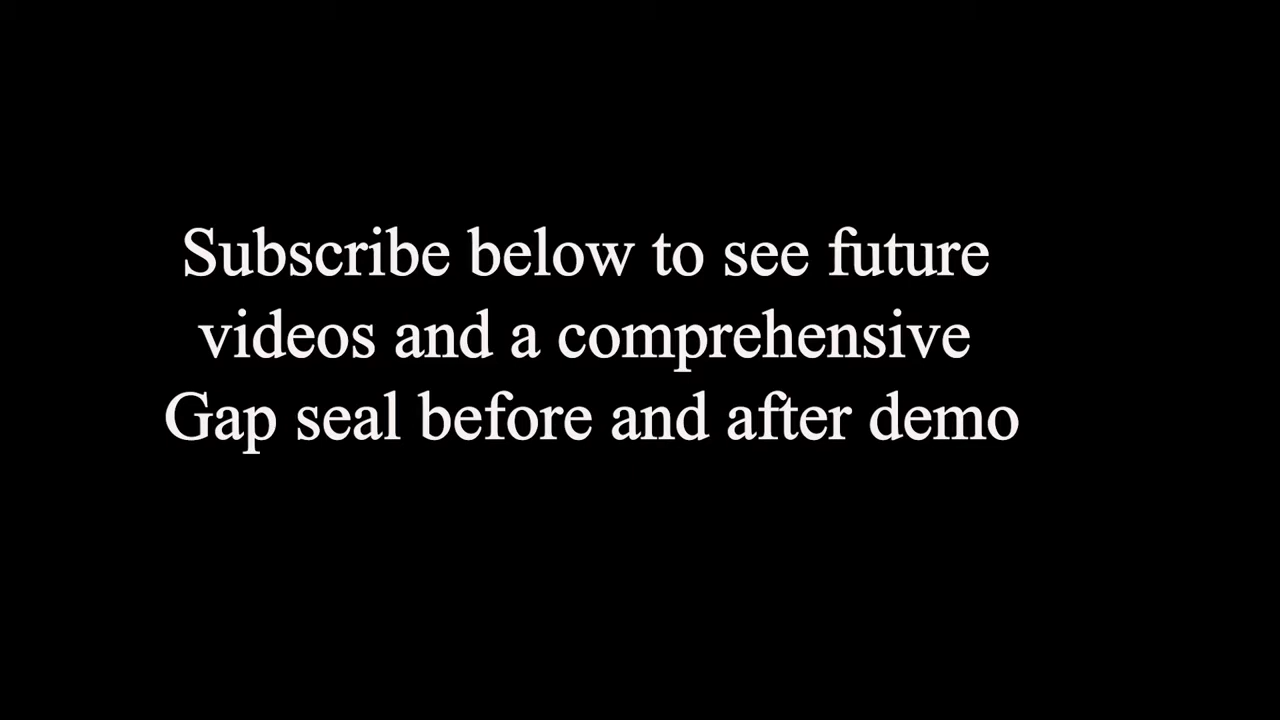 Subscribe below to see future
videos and a comprehensive
Gap seal before and after demo